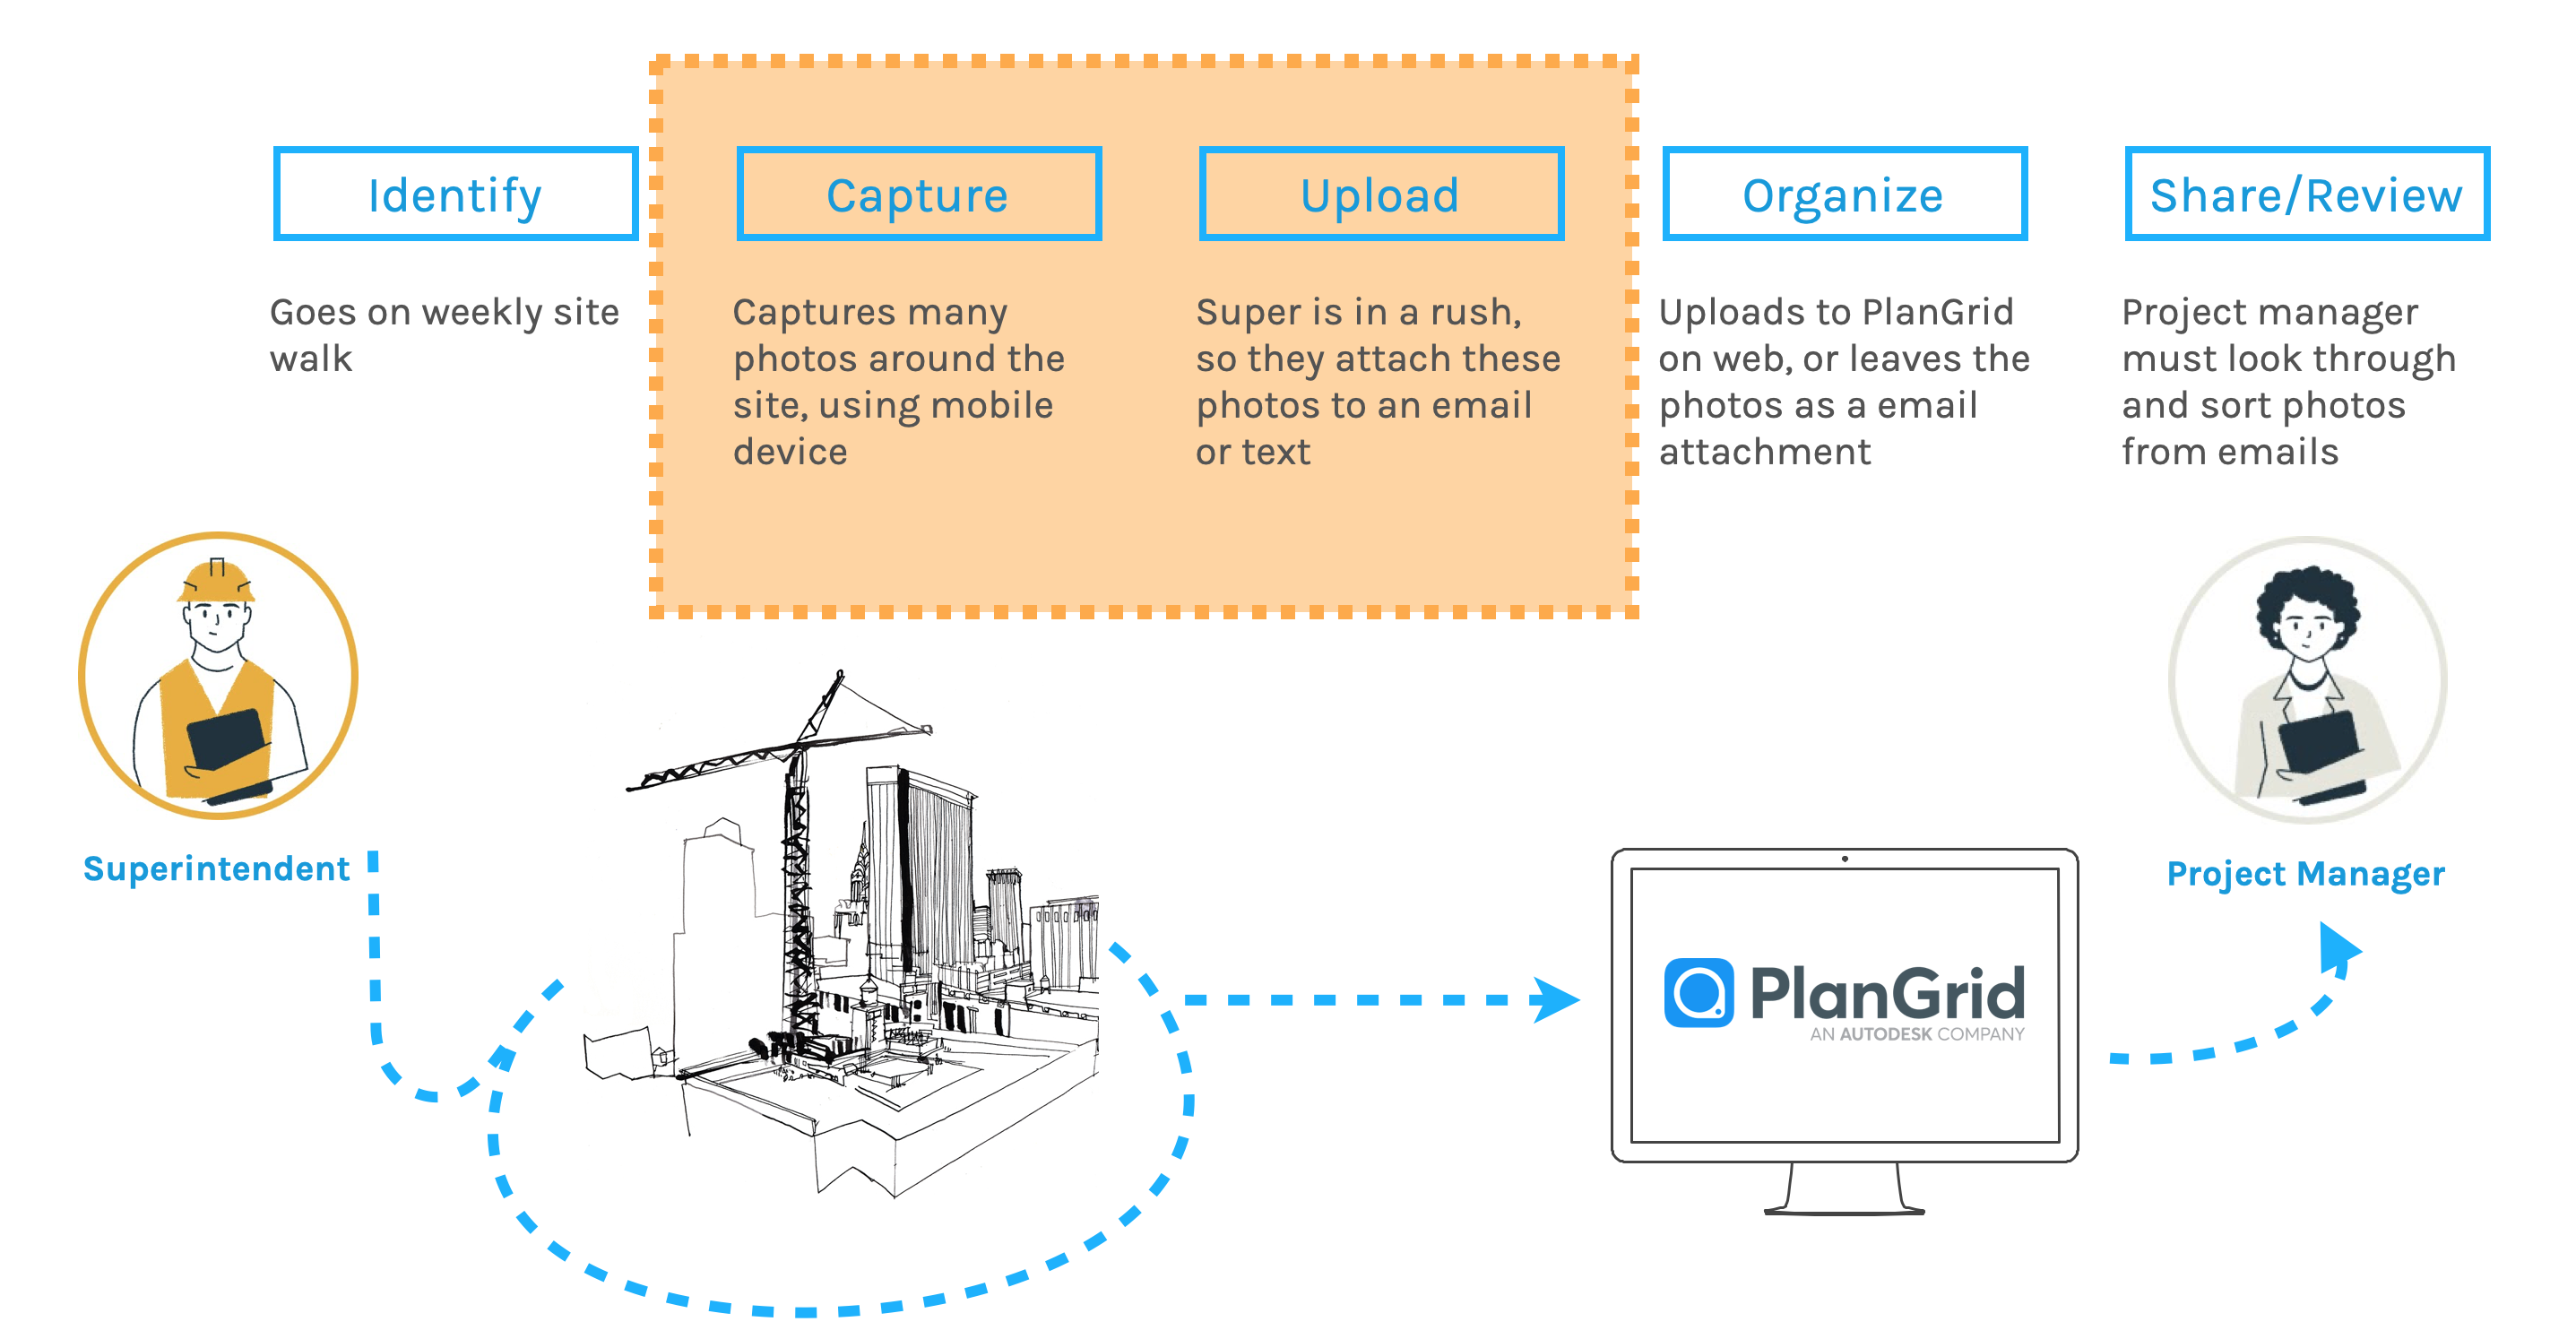 Identify
Capture
Upload
Organize
Share/Review
Goes on weekly site
walk
Captures many
photos around the
site, using mobile
device
Super is in a rush,
so they attach these
photos to an email
or text
Uploads to PlanGrid
on web, or leaves the
photos as a email
attachment
Project manager
must look through
and sort photos
from emails
Superintendent
Project Manager
PlanGrid
AN AUTODESK COMPANY